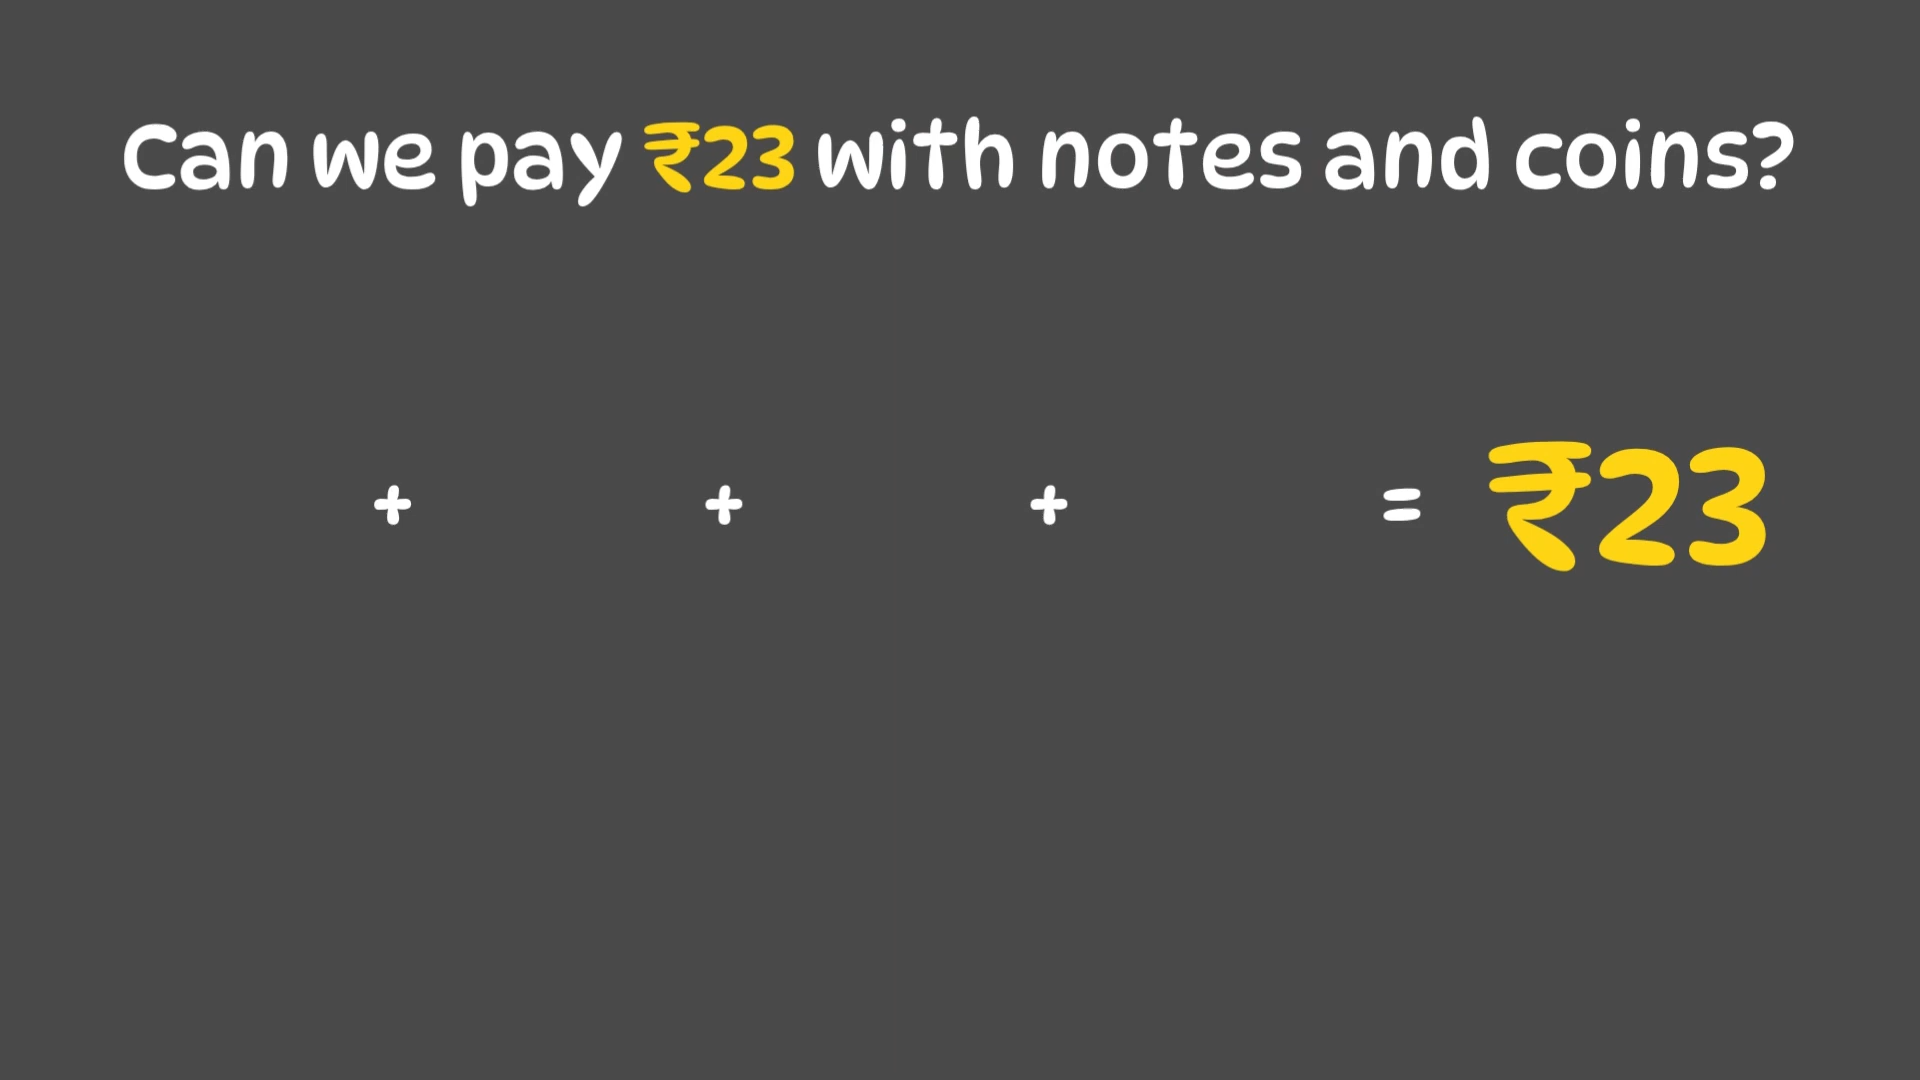 Can we pay ₹23 with notes and coins?
+ + + = ₹23